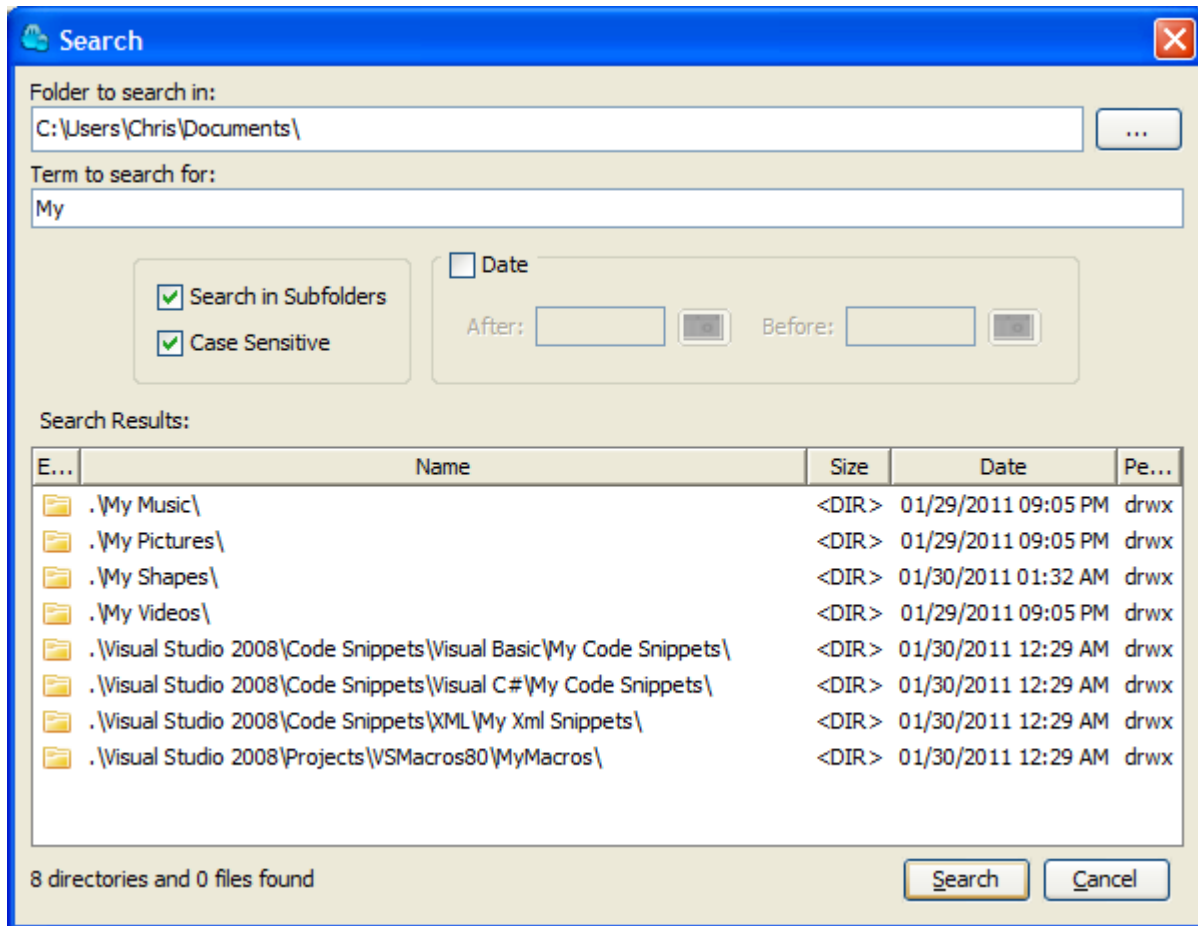 Search
Folder to search in:
C:\Users\Chris\Documents\
...
Term to search for:
My
Search in Subfolders
Case Sensitive
Date
After:
Before:
Search Results:
E... Name Size Date Pe...
.\My Music\ <DIR> 01/29/2011 09:05 PM drwx
.\My Pictures\ <DIR> 01/29/2011 09:05 PM drwx
.\My Shapes\ <DIR> 01/30/2011 01:32 AM drwx
.\My Videos\ <DIR> 01/29/2011 09:05 PM drwx
.\Visual Studio 2008\Code Snippets\Visual Basic\My Code Snippets\ <DIR> 01/30/2011 12:29 AM drwx
.\Visual Studio 2008\Code Snippets\Visual C#\My Code Snippets\ <DIR> 01/30/2011 12:29 AM drwx
.\Visual Studio 2008\Code Snippets\XML\My Xml Snippets\ <DIR> 01/30/2011 12:29 AM drwx
.\Visual Studio 2008\Projects\VSMacros80\MyMacros\ <DIR> 01/30/2011 12:29 AM drwx
8 directories and 0 files found
Search
Cancel